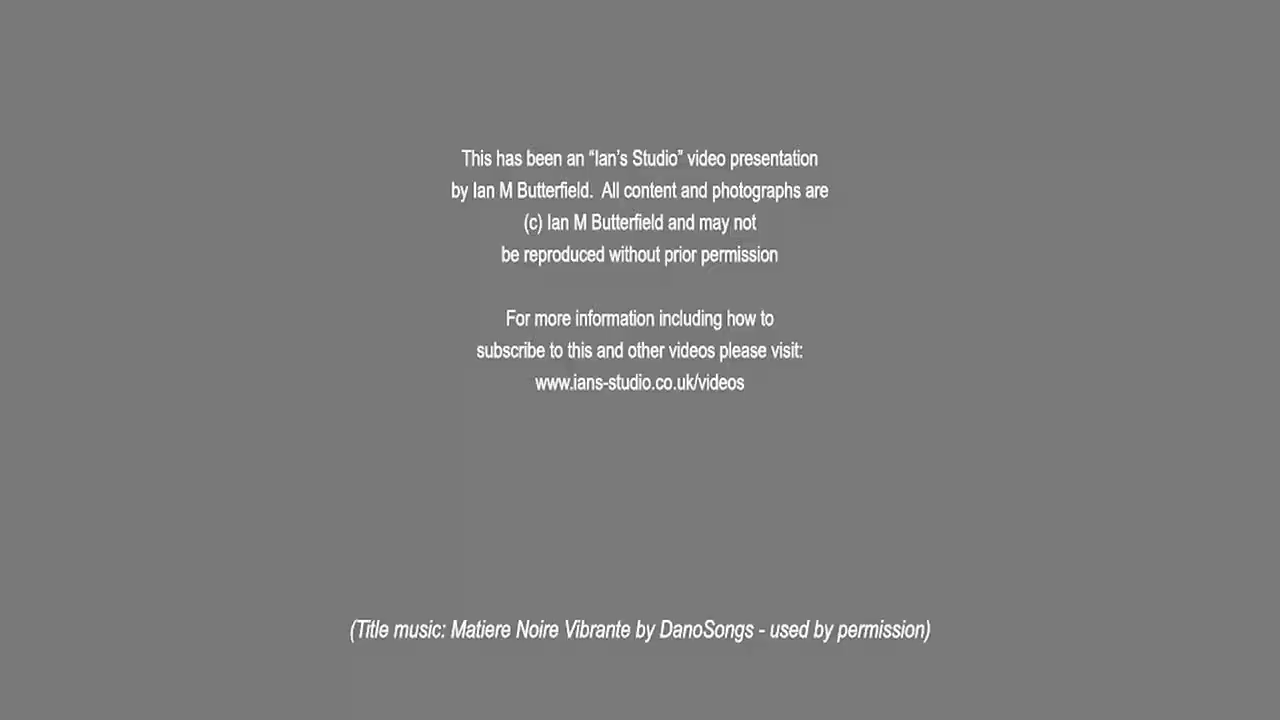 This has been an “Ian’s Studio” video presentation
by Ian M Butterfield.  All content and photographs are
(c) Ian M Butterfield and may not
be reproduced without prior permission
For more information including how to
subscribe to this and other videos please visit:
www.ians-studio.co.uk/videos
(Title music: Matiere Noire Vibrante by DanoSongs - used by permission)